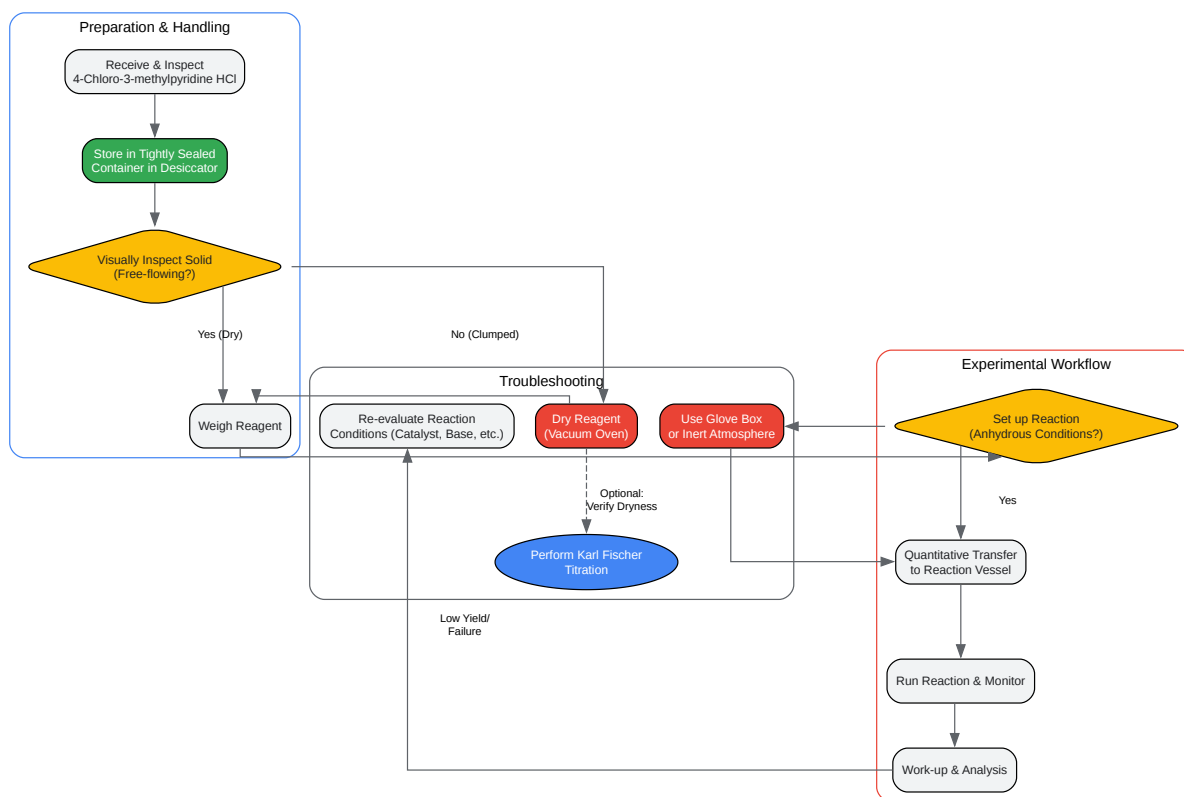 Preparation & Handling
Receive & Inspect
4-Chloro-3-methylpyridine HCl
Store in Tightly Sealed
Container in Desiccator
Visually Inspect Solid
(Free-flowing?)
Yes (Dry)
No (Clumped)
Weigh Reagent
Troubleshooting
Re-evaluate Reaction
Conditions (Catalyst, Base, etc.)
Dry Reagent
(Vacuum Oven)
Use Glove Box
or Inert Atmosphere
Optional:
Verify Dryness
Perform Karl Fischer
Titration
Low Yield/
Failure
Experimental Workflow
Set up Reaction
(Anhydrous Conditions?)
Yes
Quantitative Transfer
to Reaction Vessel
Run Reaction & Monitor
Work-up & Analysis